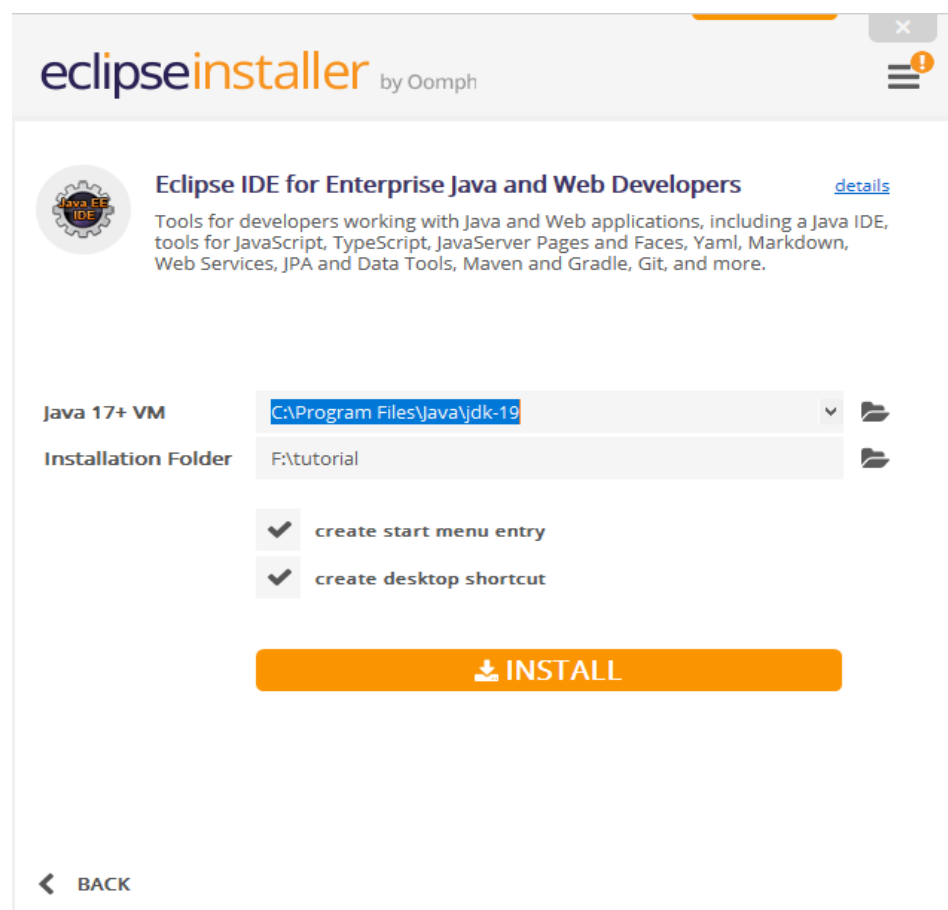 eclipseinstaller by Oomph
Java EE
IDE
Eclipse IDE for Enterprise Java and Web Developers
details
Tools for developers working with Java and Web applications, including a Java IDE,
tools for JavaScript, TypeScript, JavaServer Pages and Faces, Yaml, Markdown,
Web Services, JPA and Data Tools, Maven and Gradle, Git, and more.
Java 17+ VM
C:\Program Files\Java\jdk-19
Installation Folder
F:\tutorial
create start menu entry
create desktop shortcut
INSTALL
BACK